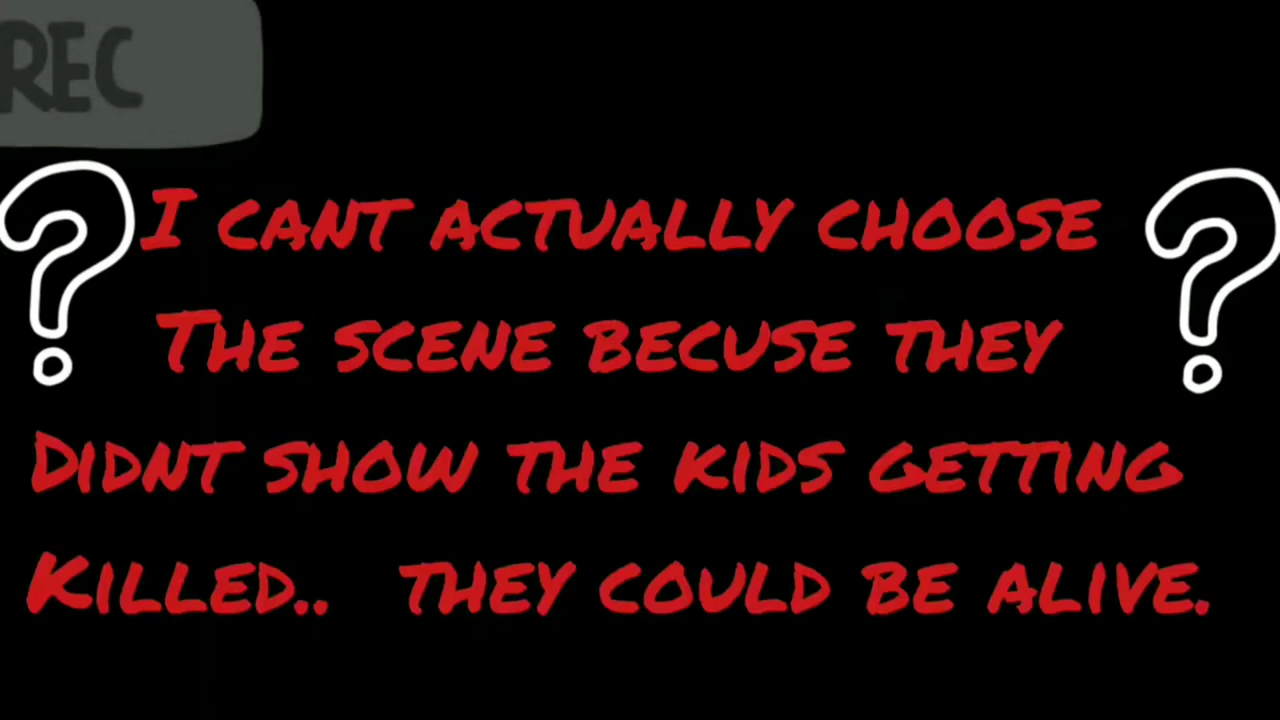 REC
? I CANT ACTUALLY CHOOSE ?
THE SCENE BECUSE THEY
DIDNT SHOW THE KIDS GETTING
KILLED.. THEY COULD BE ALIVE.